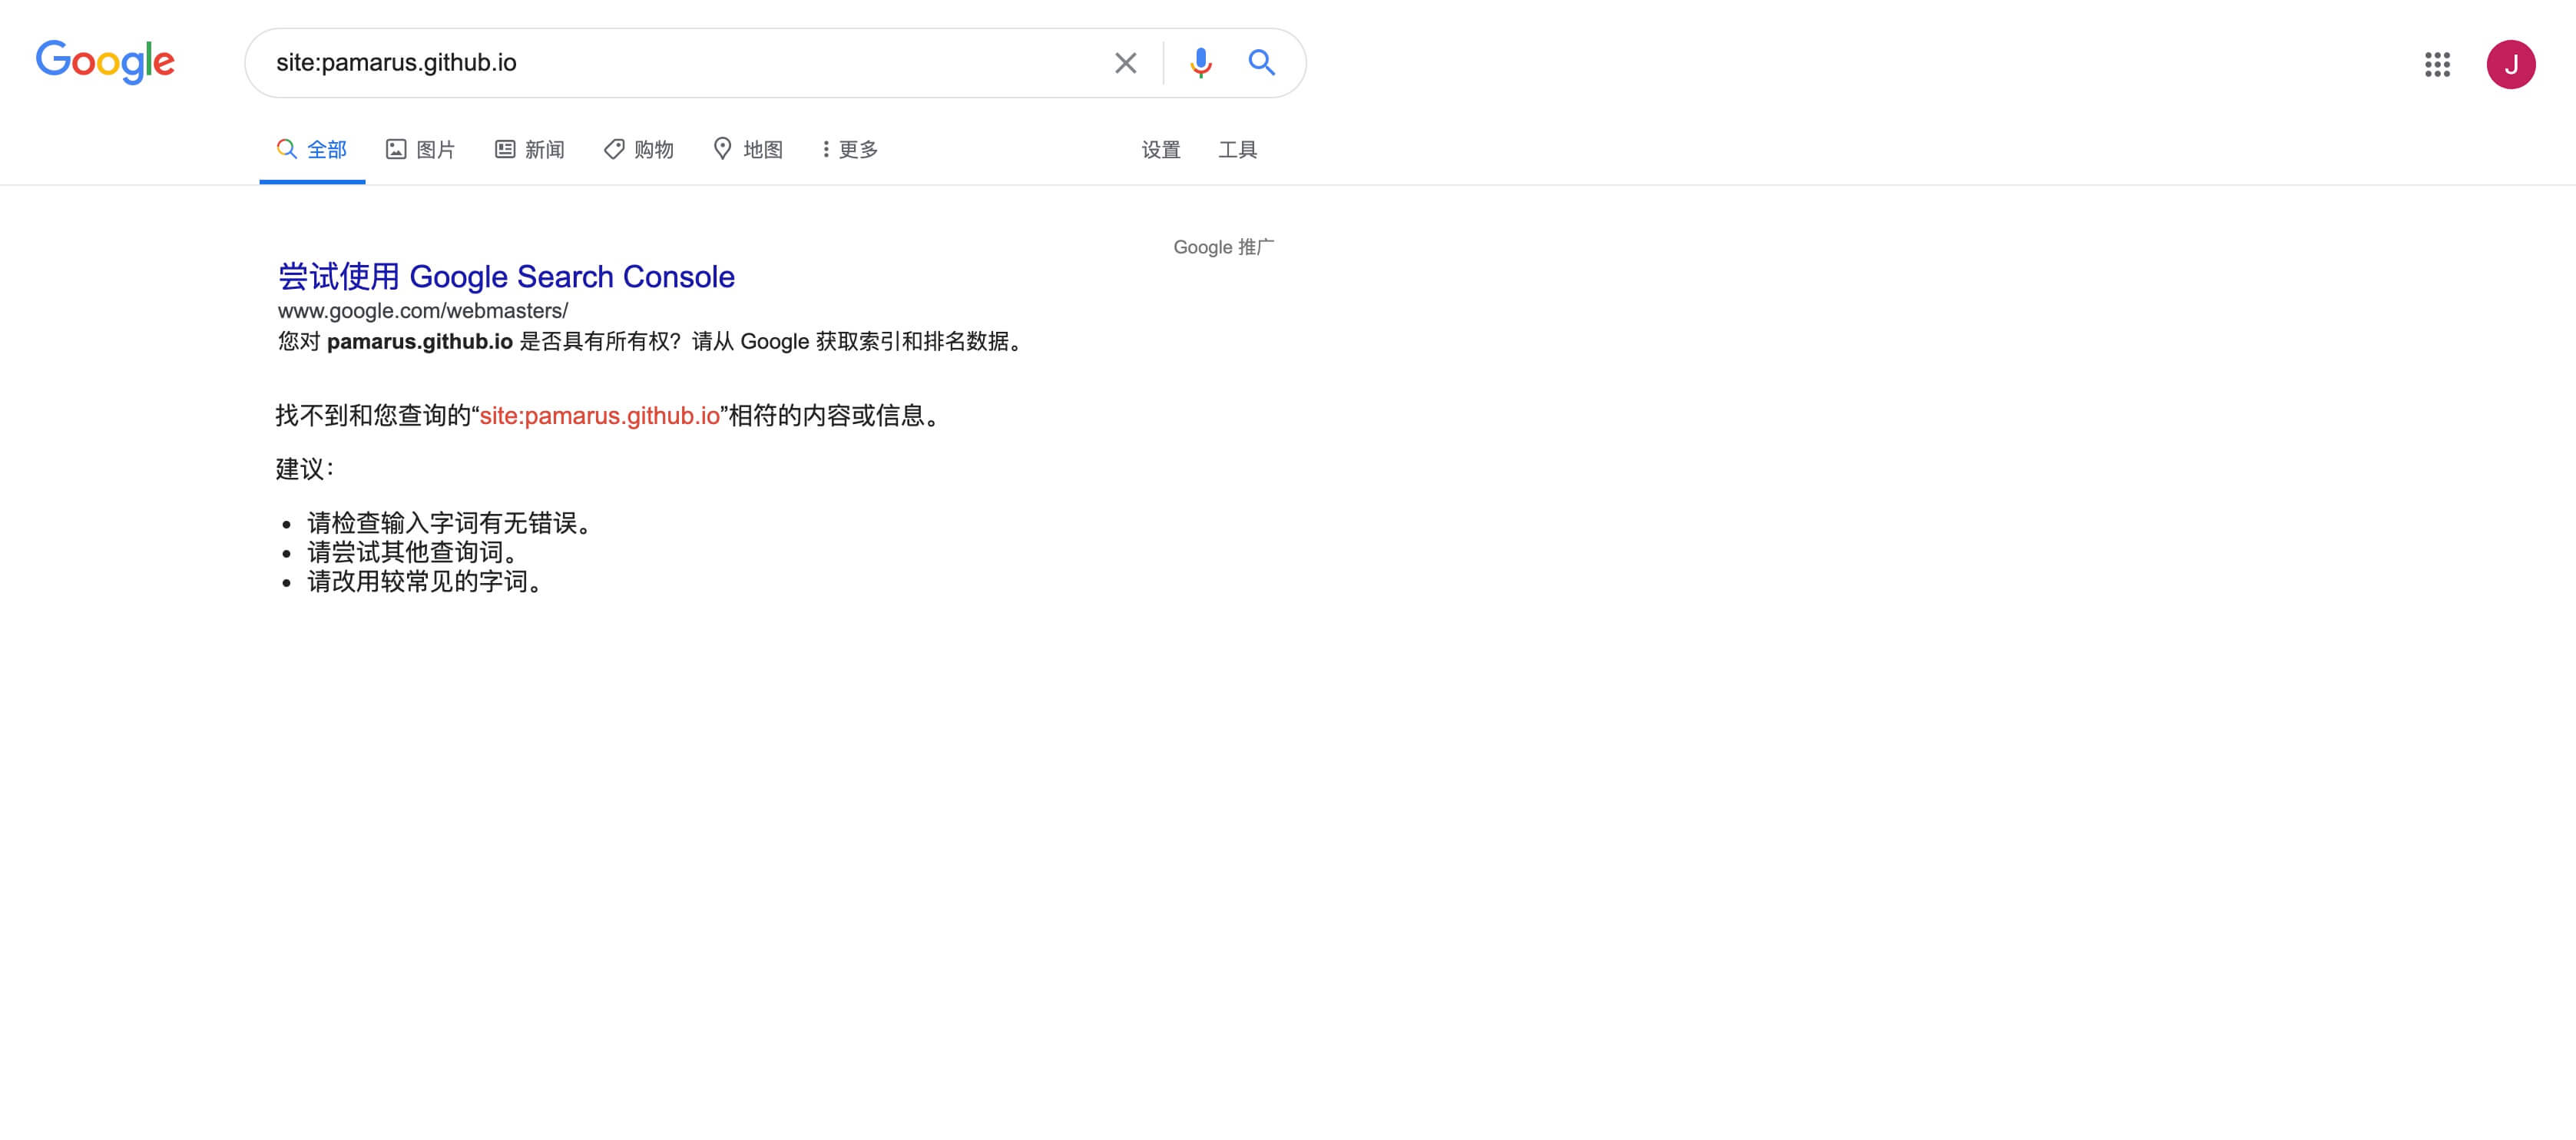 Google
site:pamarus.github.io
J
全部
图片
新闻
购物
地图
更多
设置
工具
Google 推广
尝试使用 Google Search Console
www.google.com/webmasters/
您对 pamarus.github.io 是否具有所有权？请从 Google 获取索引和排名数据。
找不到和您查询的“site:pamarus.github.io”相符的内容或信息。
建议：
请检查输入字词有无错误。
请尝试其他查询词。
请改用较常见的字词。